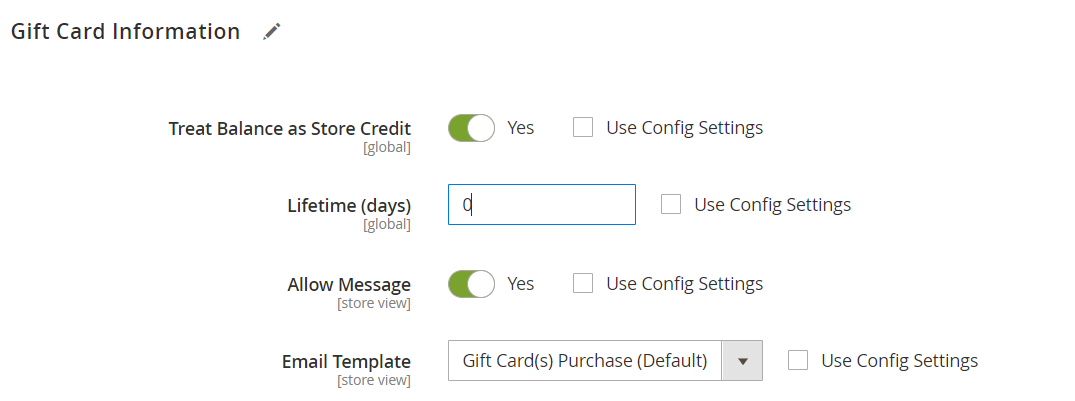 Gift Card Information
Treat Balance as Store Credit Yes Use Config Settings
[global]
Lifetime (days) 0 Use Config Settings
[global]
Allow Message Yes Use Config Settings
[store view]
Email Template Gift Card(s) Purchase (Default) Use Config Settings
[store view]